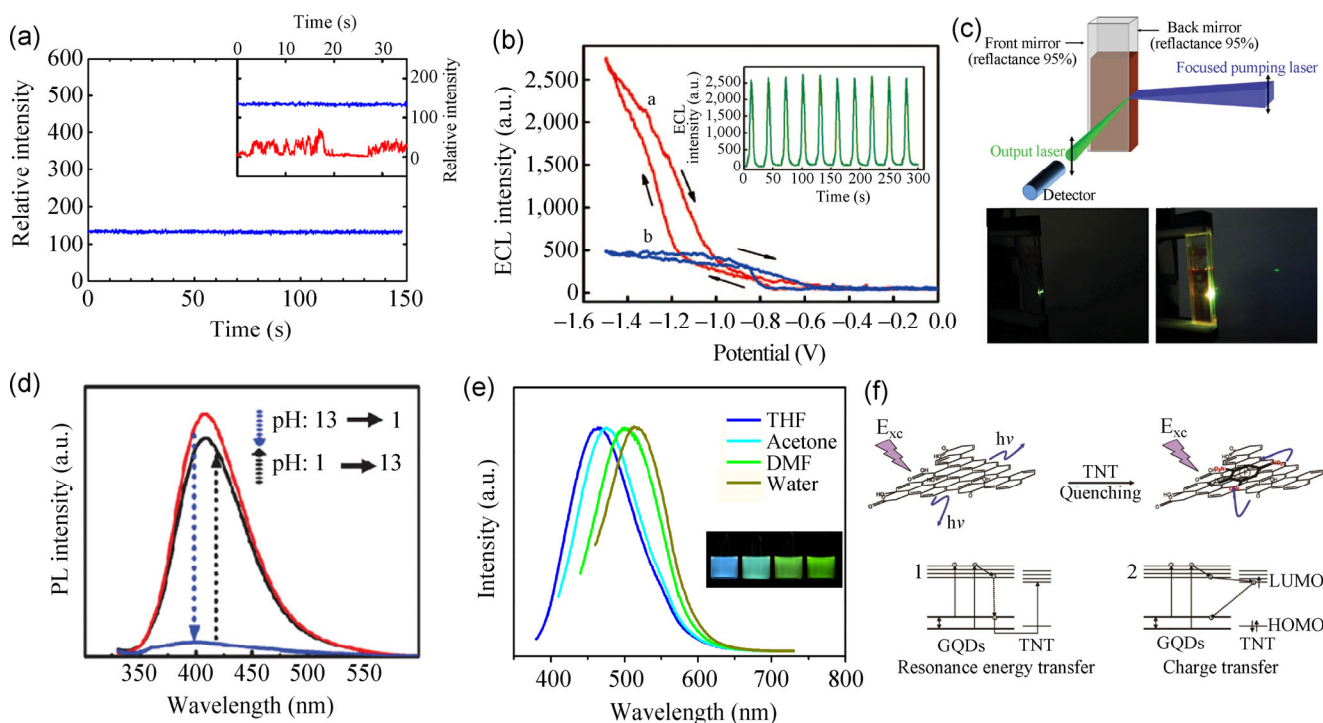 (a)
Time (s)
0 10 20 30
200
100
0
Relative intensity
600
500
400
300
200
100
0
Relative intensity
0 50 100 150
Time (s)
(b)
2,500
2,000
1,500
1,000
500
0
ECL intensity (a.u.)
a
b
2,500
2,000
1,500
1,000
500
0
ECL
intensity (a.u.)
0 50 100 150 200 250 300
Time (s)
−1.6 −1.4 −1.2 −1.0 −0.8 −0.6 −0.4 −0.2 0.0
Potential (V)
(c)
Front mirror
(reflactance 95%)
Back mirror
(reflactance 95%)
Focused pumping laser
Output laser
Detector
(d)
PL intensity (a.u.)
pH: 13 1
pH: 1 13
350 400 450 500 550
Wavelength (nm)
(e)
Intensity (a.u.)
THF
Acetone
DMF
Water
400 500 600 700 800
Wavelength (nm)
(f)
Exc
hν
hν
TNT
Quenching
Exc
1
GQDs
TNT
Resonance energy transfer
2
LUMO
HOMO
GQDs
TNT
Charge transfer